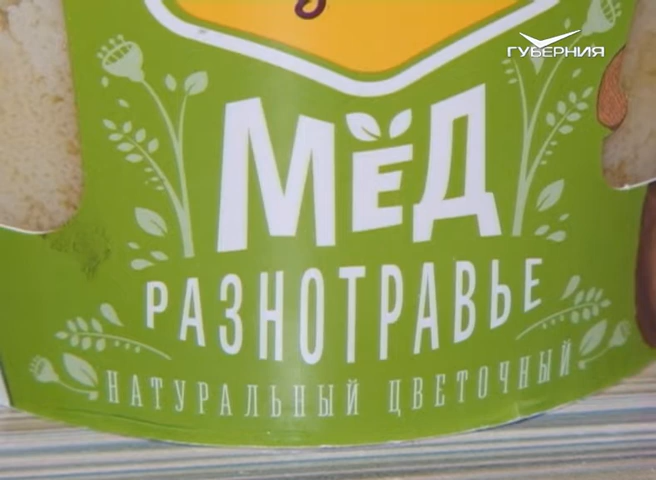 ГУБЕРНИЯ
МЁД
РАЗНОТРАВЬЕ
НАТУРАЛЬНЫЙ ЦВЕТОЧНЫЙ